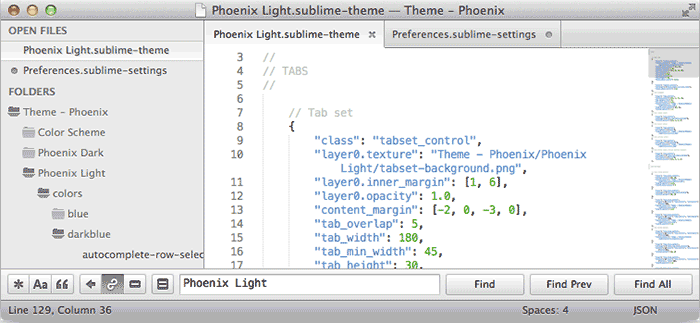 Phoenix Light.sublime-theme — Theme - Phoenix
OPEN FILES
Phoenix Light.sublime-theme
Preferences.sublime-settings
FOLDERS
Theme - Phoenix
Color Scheme
Phoenix Dark
Phoenix Light
colors
blue
darkblue
autocomplete-row-selec
Phoenix Light.sublime-theme
Preferences.sublime-settings
3 //
4 // TABS
5 //
6
7 // Tab set
8 {
9 "class": "tabset_control",
10 "layer0.texture": "Theme - Phoenix/Phoenix
Light/tabset-background.png",
11 "layer0.inner_margin": [1, 6],
12 "layer0.opacity": 1.0,
13 "content_margin": [-2, 0, -3, 0],
14 "tab_overlap": 5,
15 "tab_width": 180,
16 "tab_min_width": 45,
17 "tab_height": 30,
Aa
Phoenix Light
Find
Find Prev
Find All
Line 129, Column 36
Spaces: 4
JSON